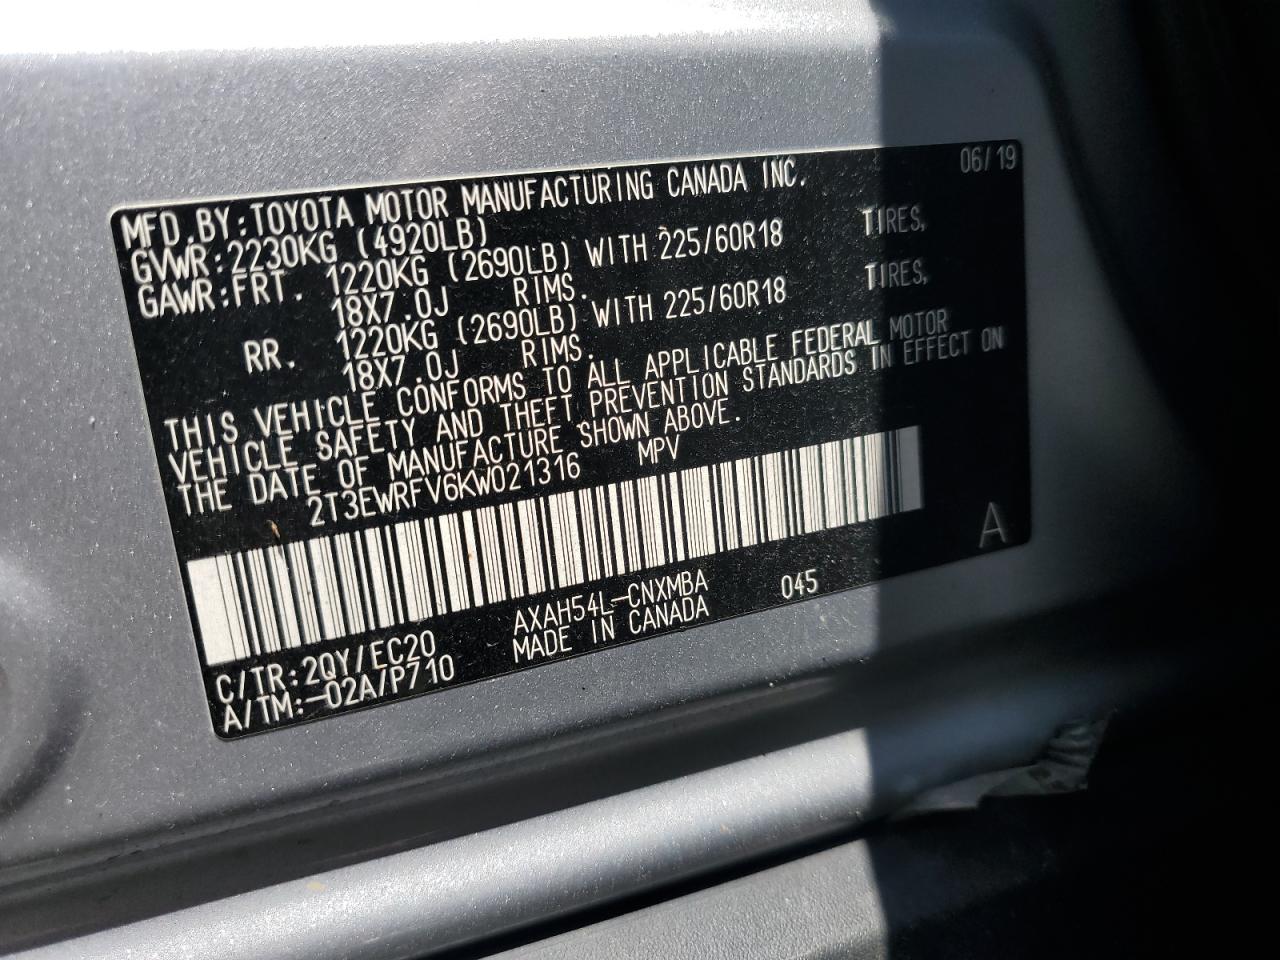 06/19
MFD.BY:TOYOTA MOTOR MANUFACTURING CANADA INC.
GVWR:2230KG (4920LB)
GAWR:FRT. 1220KG (2690LB) WITH 225/60R18 TIRES,
18X7.0J RIMS.
RR. 1220KG (2690LB) WITH 225/60R18 TIRES,
18X7.0J RIMS.
THIS VEHICLE CONFORMS TO ALL APPLICABLE FEDERAL MOTOR
VEHICLE SAFETY AND THEFT PREVENTION STANDARDS IN EFFECT ON
THE DATE OF MANUFACTURE SHOWN ABOVE.
2T3EWRFV6KW021316 MPV
A
C/TR:2QY/EC20 AXAH54L-CNXMBA 045
A/TM:-02A/P710 MADE IN CANADA